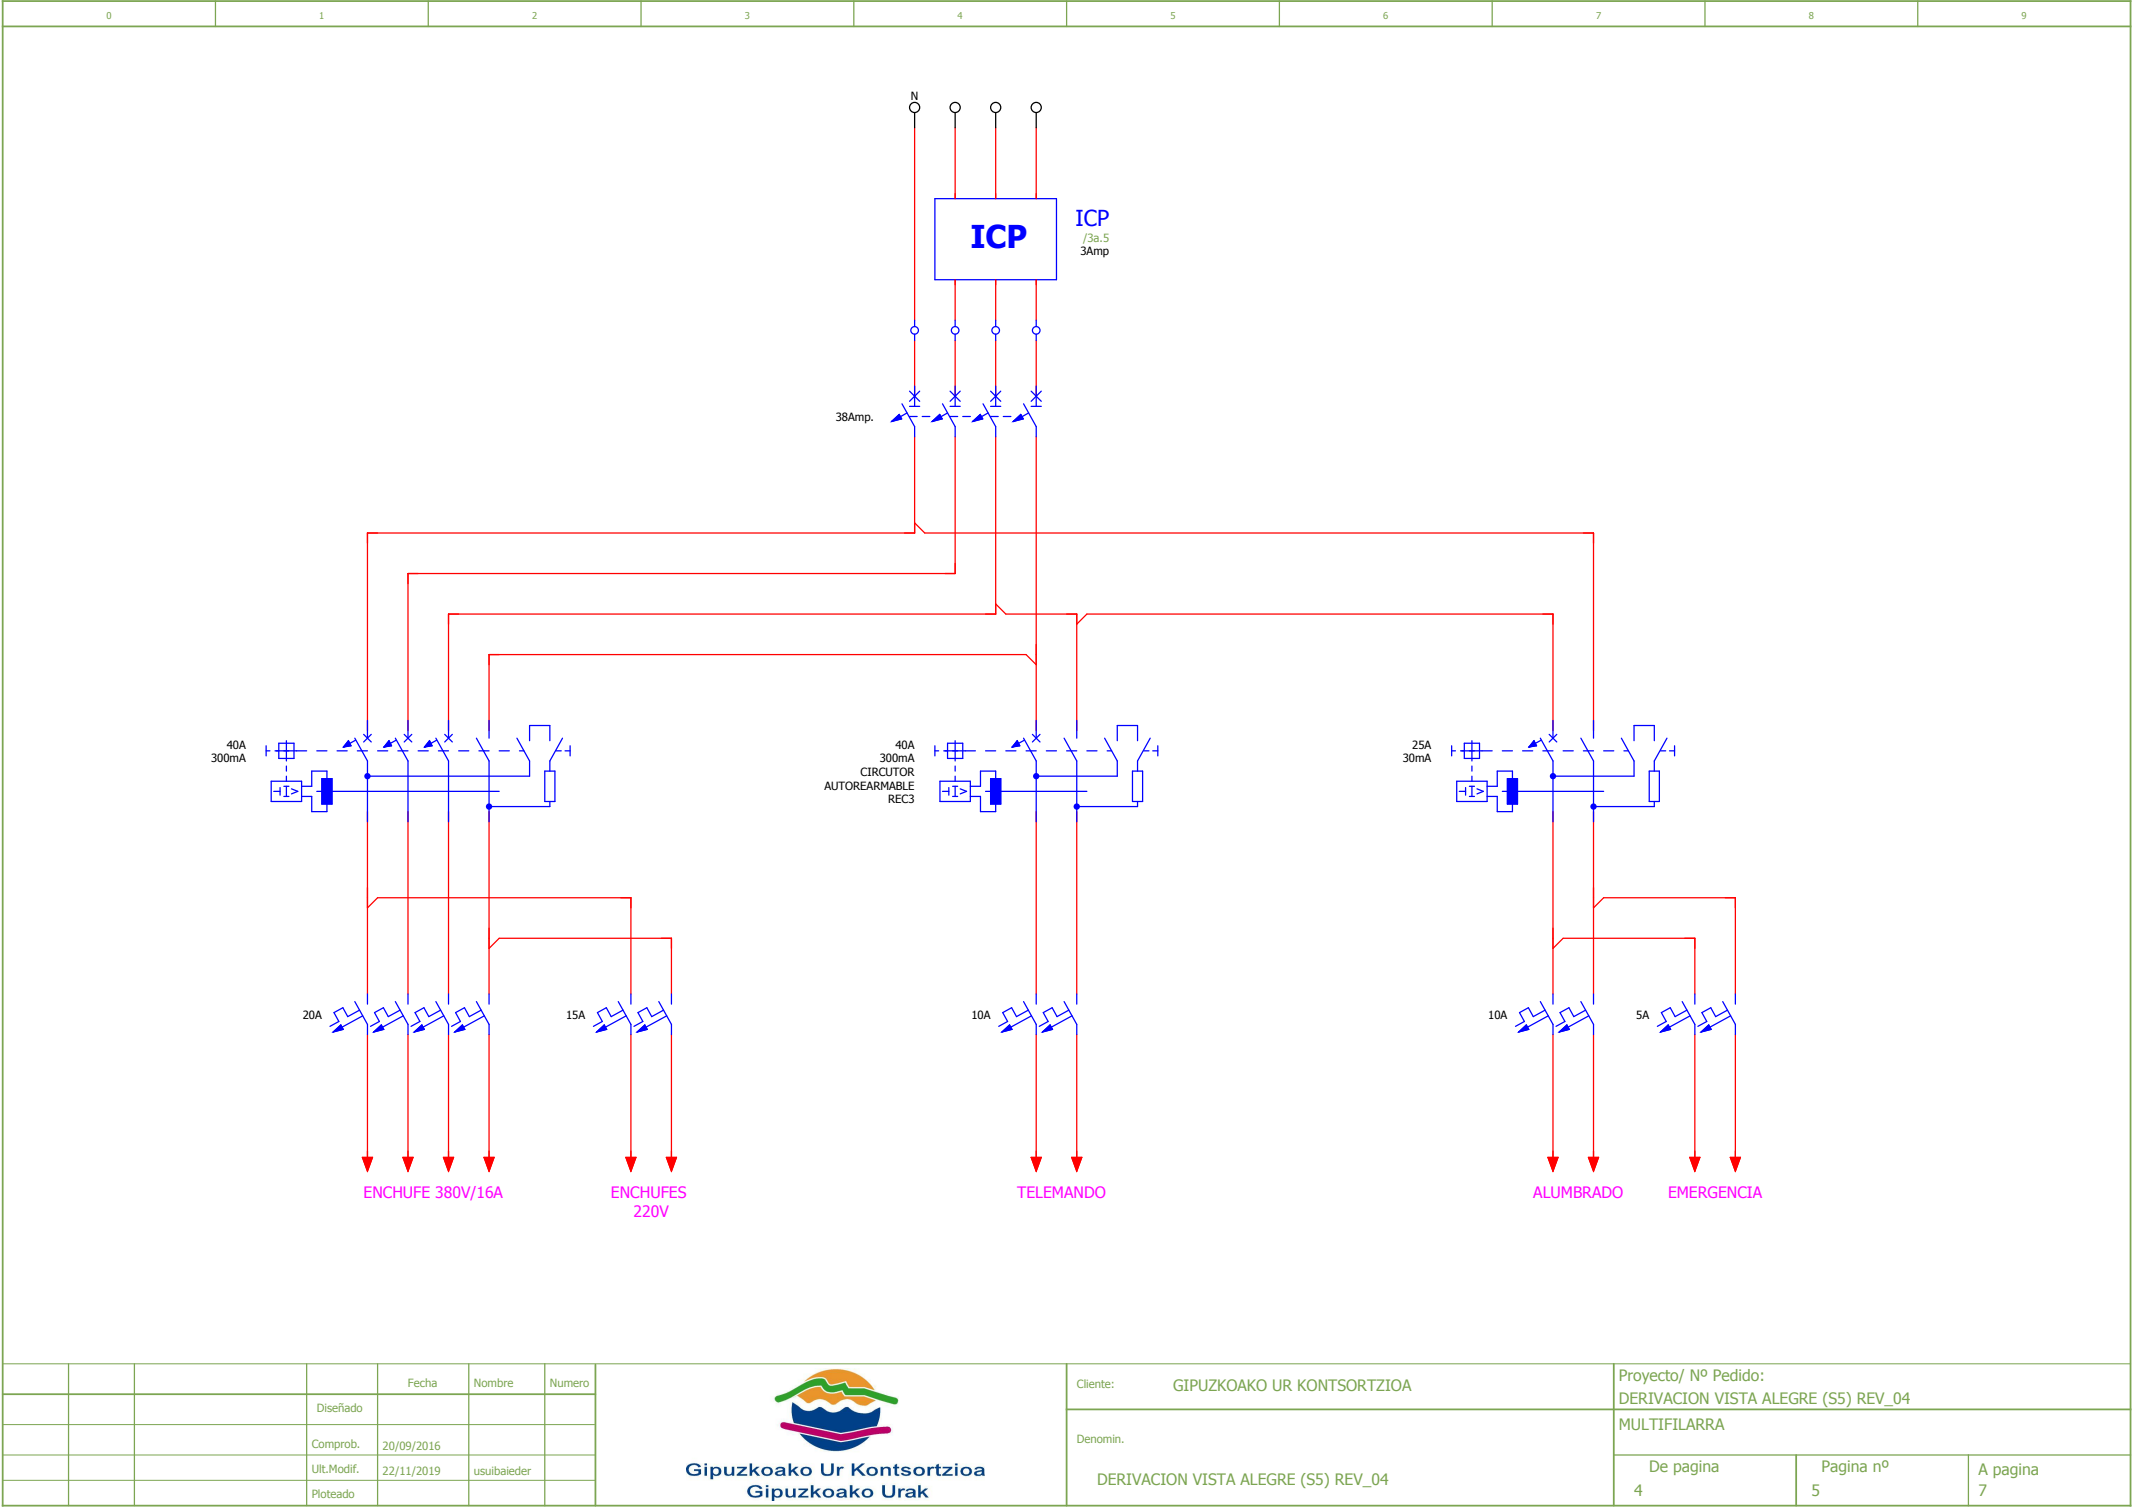 0 1 2 3 4 5 6 7 8 9
N
ICP
ICP
/3a.5
3Amp
38Amp.
40A
300mA
40A
300mA
CIRCUTOR
AUTOREARMABLE
REC3
25A
30mA
I>
I>
I>
20A
15A
10A
10A
5A
ENCHUFE 380V/16A
ENCHUFES
220V
TELEMANDO
ALUMBRADO
EMERGENCIA
Fecha Nombre Numero
Diseñado
Comprob. 20/09/2016
Ult.Modif. 22/11/2019 usuibaieder
Ploteado
Gipuzkoako Ur Kontsortzioa
Gipuzkoako Urak
Cliente: GIPUZKOAKO UR KONTSORTZIOA
Denomin.
DERIVACION VISTA ALEGRE (S5) REV_04
Proyecto/ Nº Pedido:
DERIVACION VISTA ALEGRE (S5) REV_04
MULTIFILARRA
De pagina Pagina nº A pagina
4 5 7